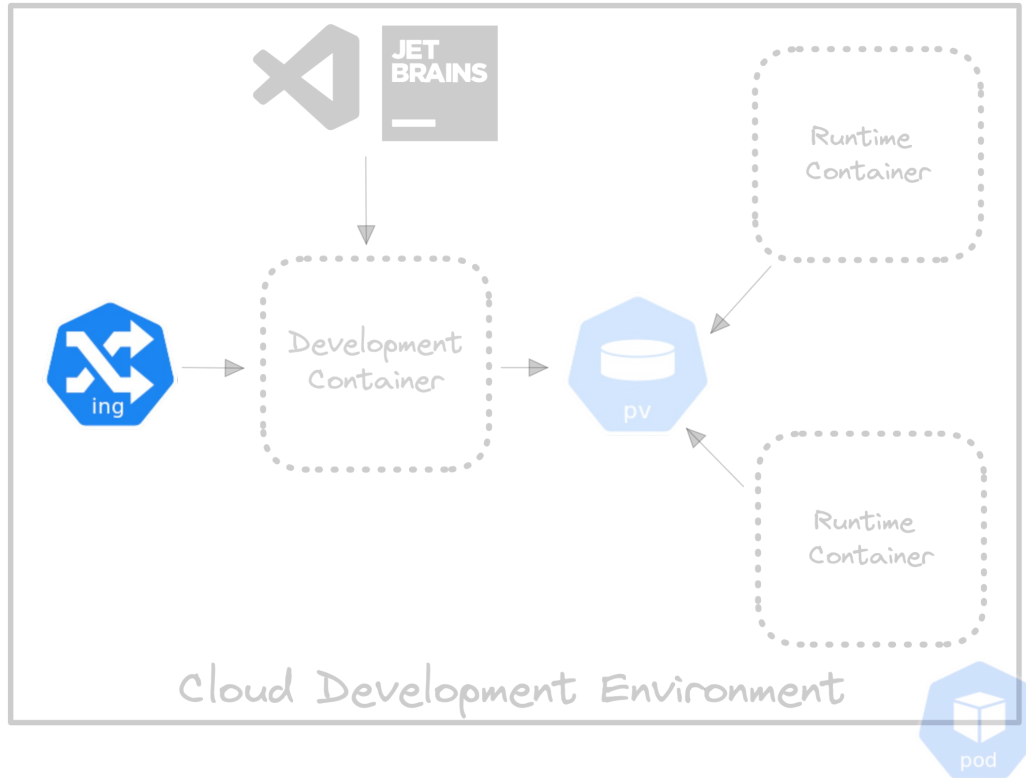 JET
BRAINS
Runtime
Container
Development
Container
ing
pv
Runtime
Container
Cloud Development Environment
pod